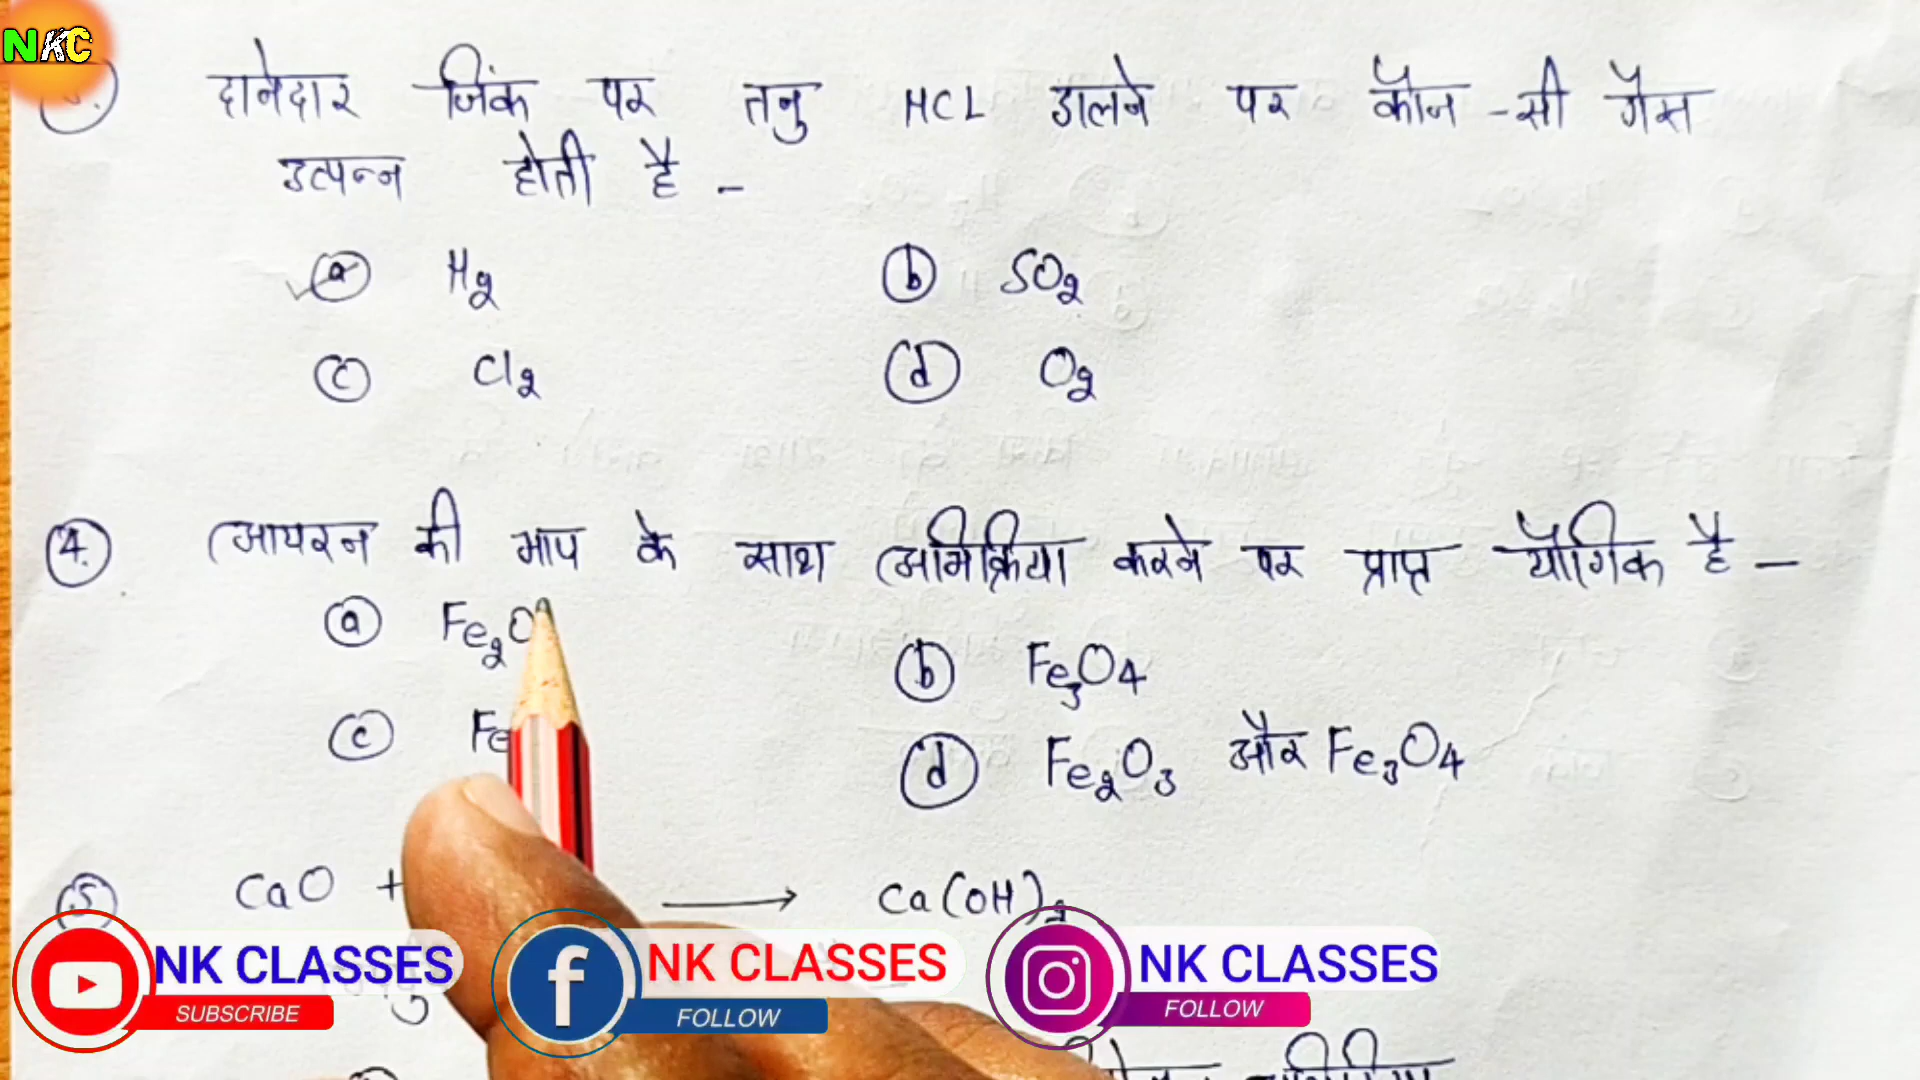 NKC
दानेदार जिंक पर तनु HCL डालने पर कौन-सी गैस
उत्पन्न होती है -
(a) H2
(b) SO2
(c) Cl2
(d) O2
4. आयरन की भाप के साथ अभिक्रिया करने पर प्राप्त यौगिक है -
(a) Fe2O
(b) Fe3O4
(c) Fe
(d) Fe2O3 और Fe3O4
5. CaO + → Ca(OH)2
NK CLASSES
SUBSCRIBE
NK CLASSES
FOLLOW
NK CLASSES
FOLLOW